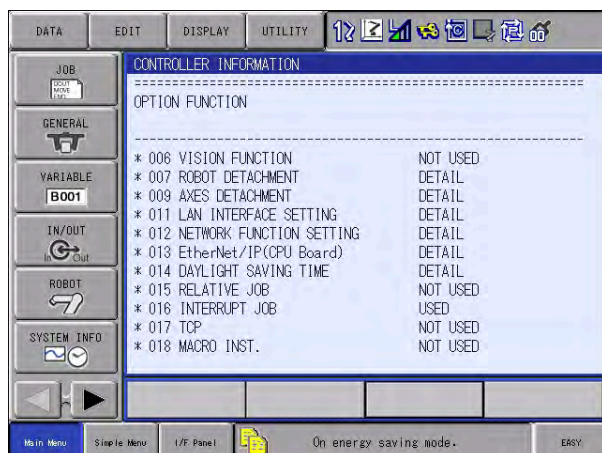 DATA EDIT DISPLAY UTILITY
JOB
DOUT
MOVE
END
CONTROLLER INFORMATION
OPTION FUNCTION
GENERAL
VARIABLE
B001
IN/OUT
In Out
ROBOT
SYSTEM INFO
* 006 VISION FUNCTION NOT USED
* 007 ROBOT DETACHMENT DETAIL
* 009 AXES DETACHMENT DETAIL
* 011 LAN INTERFACE SETTING DETAIL
* 012 NETWORK FUNCTION SETTING DETAIL
* 013 EtherNet/IP(CPU Board) DETAIL
* 014 DAYLIGHT SAVING TIME DETAIL
* 015 RELATIVE JOB NOT USED
* 016 INTERRUPT JOB USED
* 017 TCP NOT USED
* 018 MACRO INST. NOT USED
Main Menu Simple Menu I/F Panel On energy saving mode. EASY